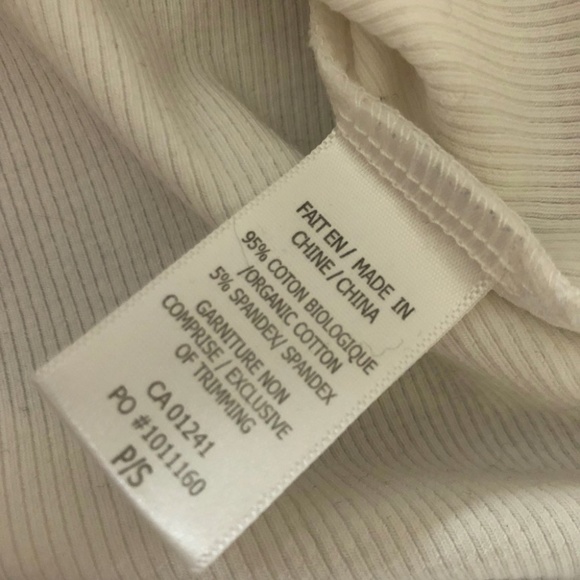 FAIT EN / MADE IN
CHINE / CHINA
95% COTON BIOLOGIQUE
/ORGANIC COTTON
5% SPANDEX/ SPANDEX
GARNITURE NON
COMPRISE / EXCLUSIVE
OF TRIMMING
CA 01241
PO #1011160
P/S